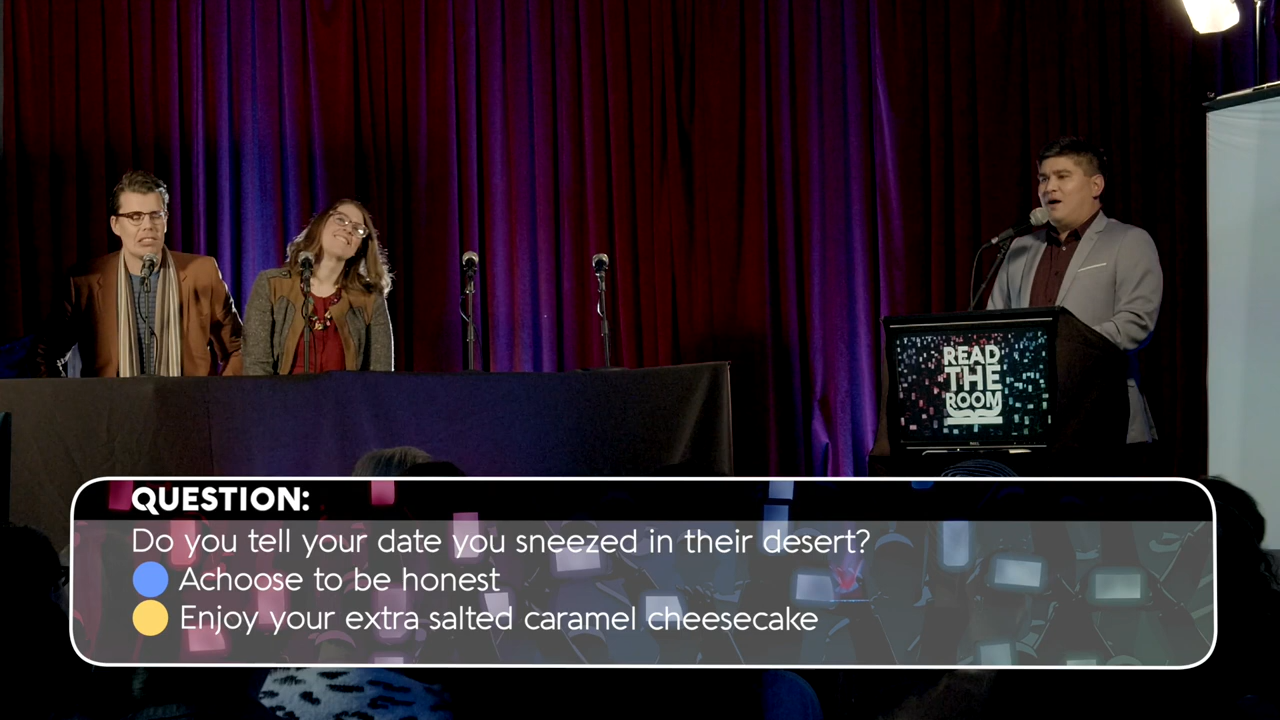 READ
THE
ROOM
QUESTION:
Do you tell your date you sneezed in their desert?
Achoose to be honest
Enjoy your extra salted caramel cheesecake